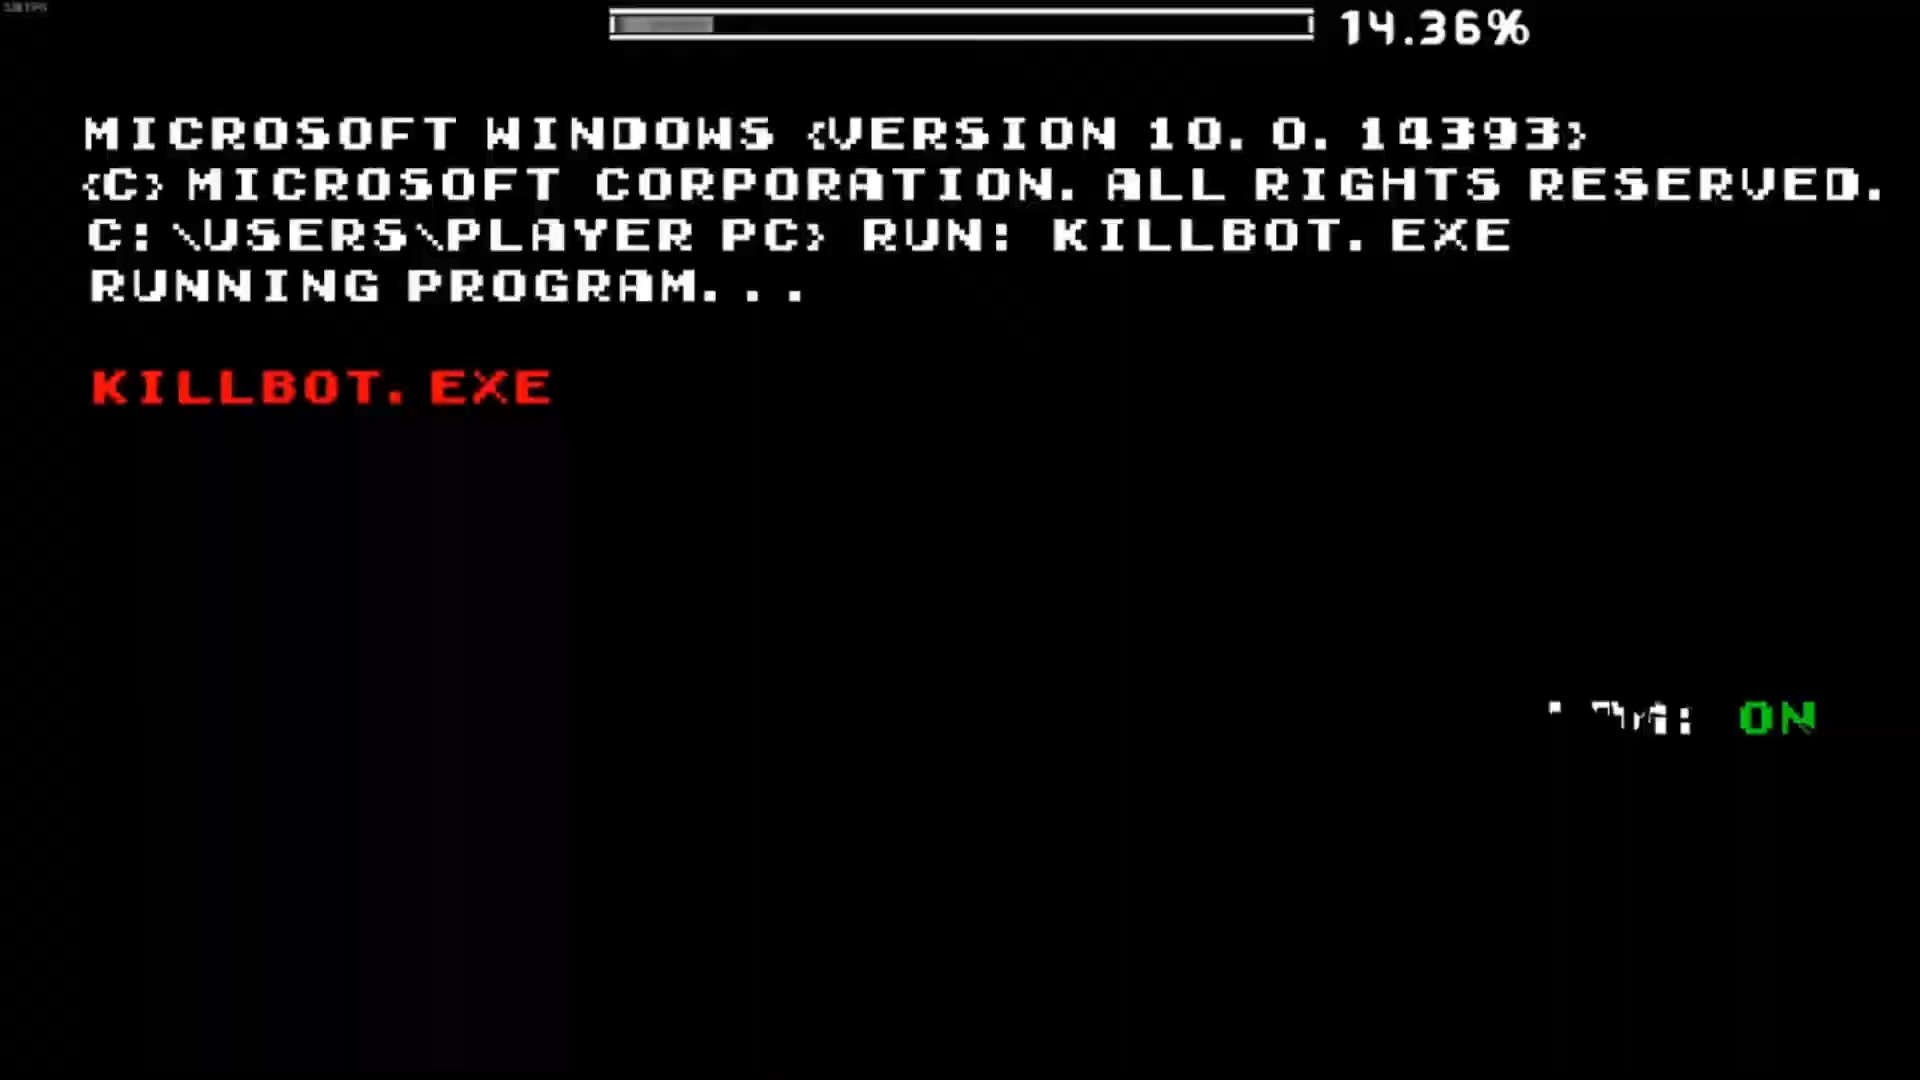 14.36%
MICROSOFT WINDOWS <VERSION 10.0.14393>
<C> MICROSOFT CORPORATION. ALL RIGHTS RESERVED.
C:\USERS\PLAYER PC> RUN: KILLBOT.EXE
RUNNING PROGRAM...
KILLBOT.EXE
ON